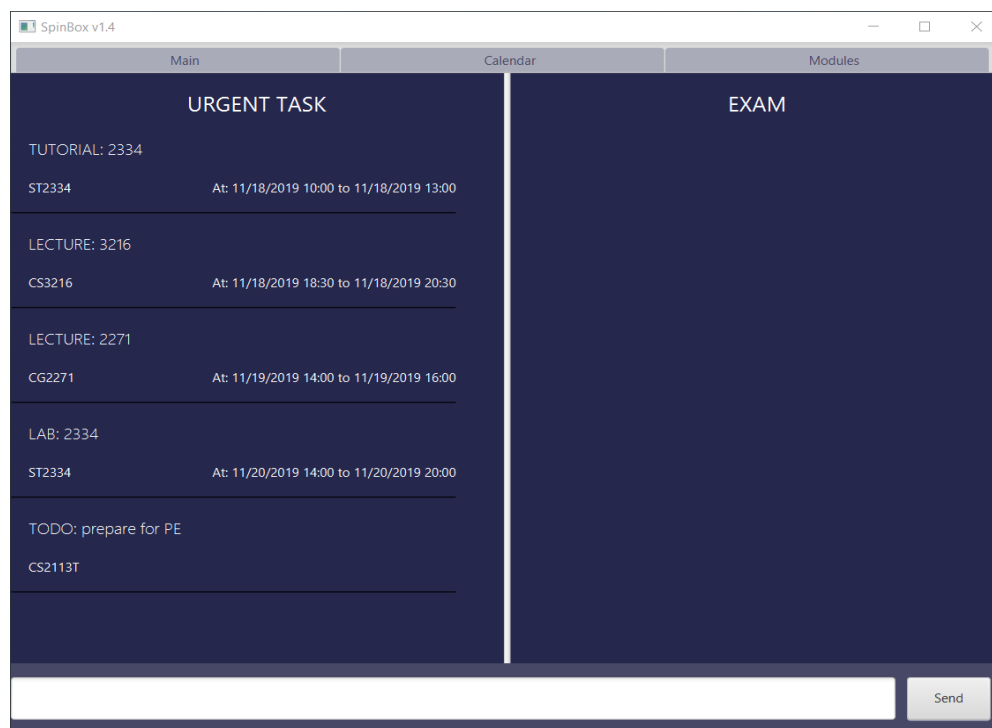 SpinBox v1.4
Main Calendar Modules
URGENT TASK
TUTORIAL: 2334
ST2334 At: 11/18/2019 10:00 to 11/18/2019 13:00
LECTURE: 3216
CS3216 At: 11/18/2019 18:30 to 11/18/2019 20:30
LECTURE: 2271
CG2271 At: 11/19/2019 14:00 to 11/19/2019 16:00
LAB: 2334
ST2334 At: 11/20/2019 14:00 to 11/20/2019 20:00
TODO: prepare for PE
CS2113T
EXAM
Send